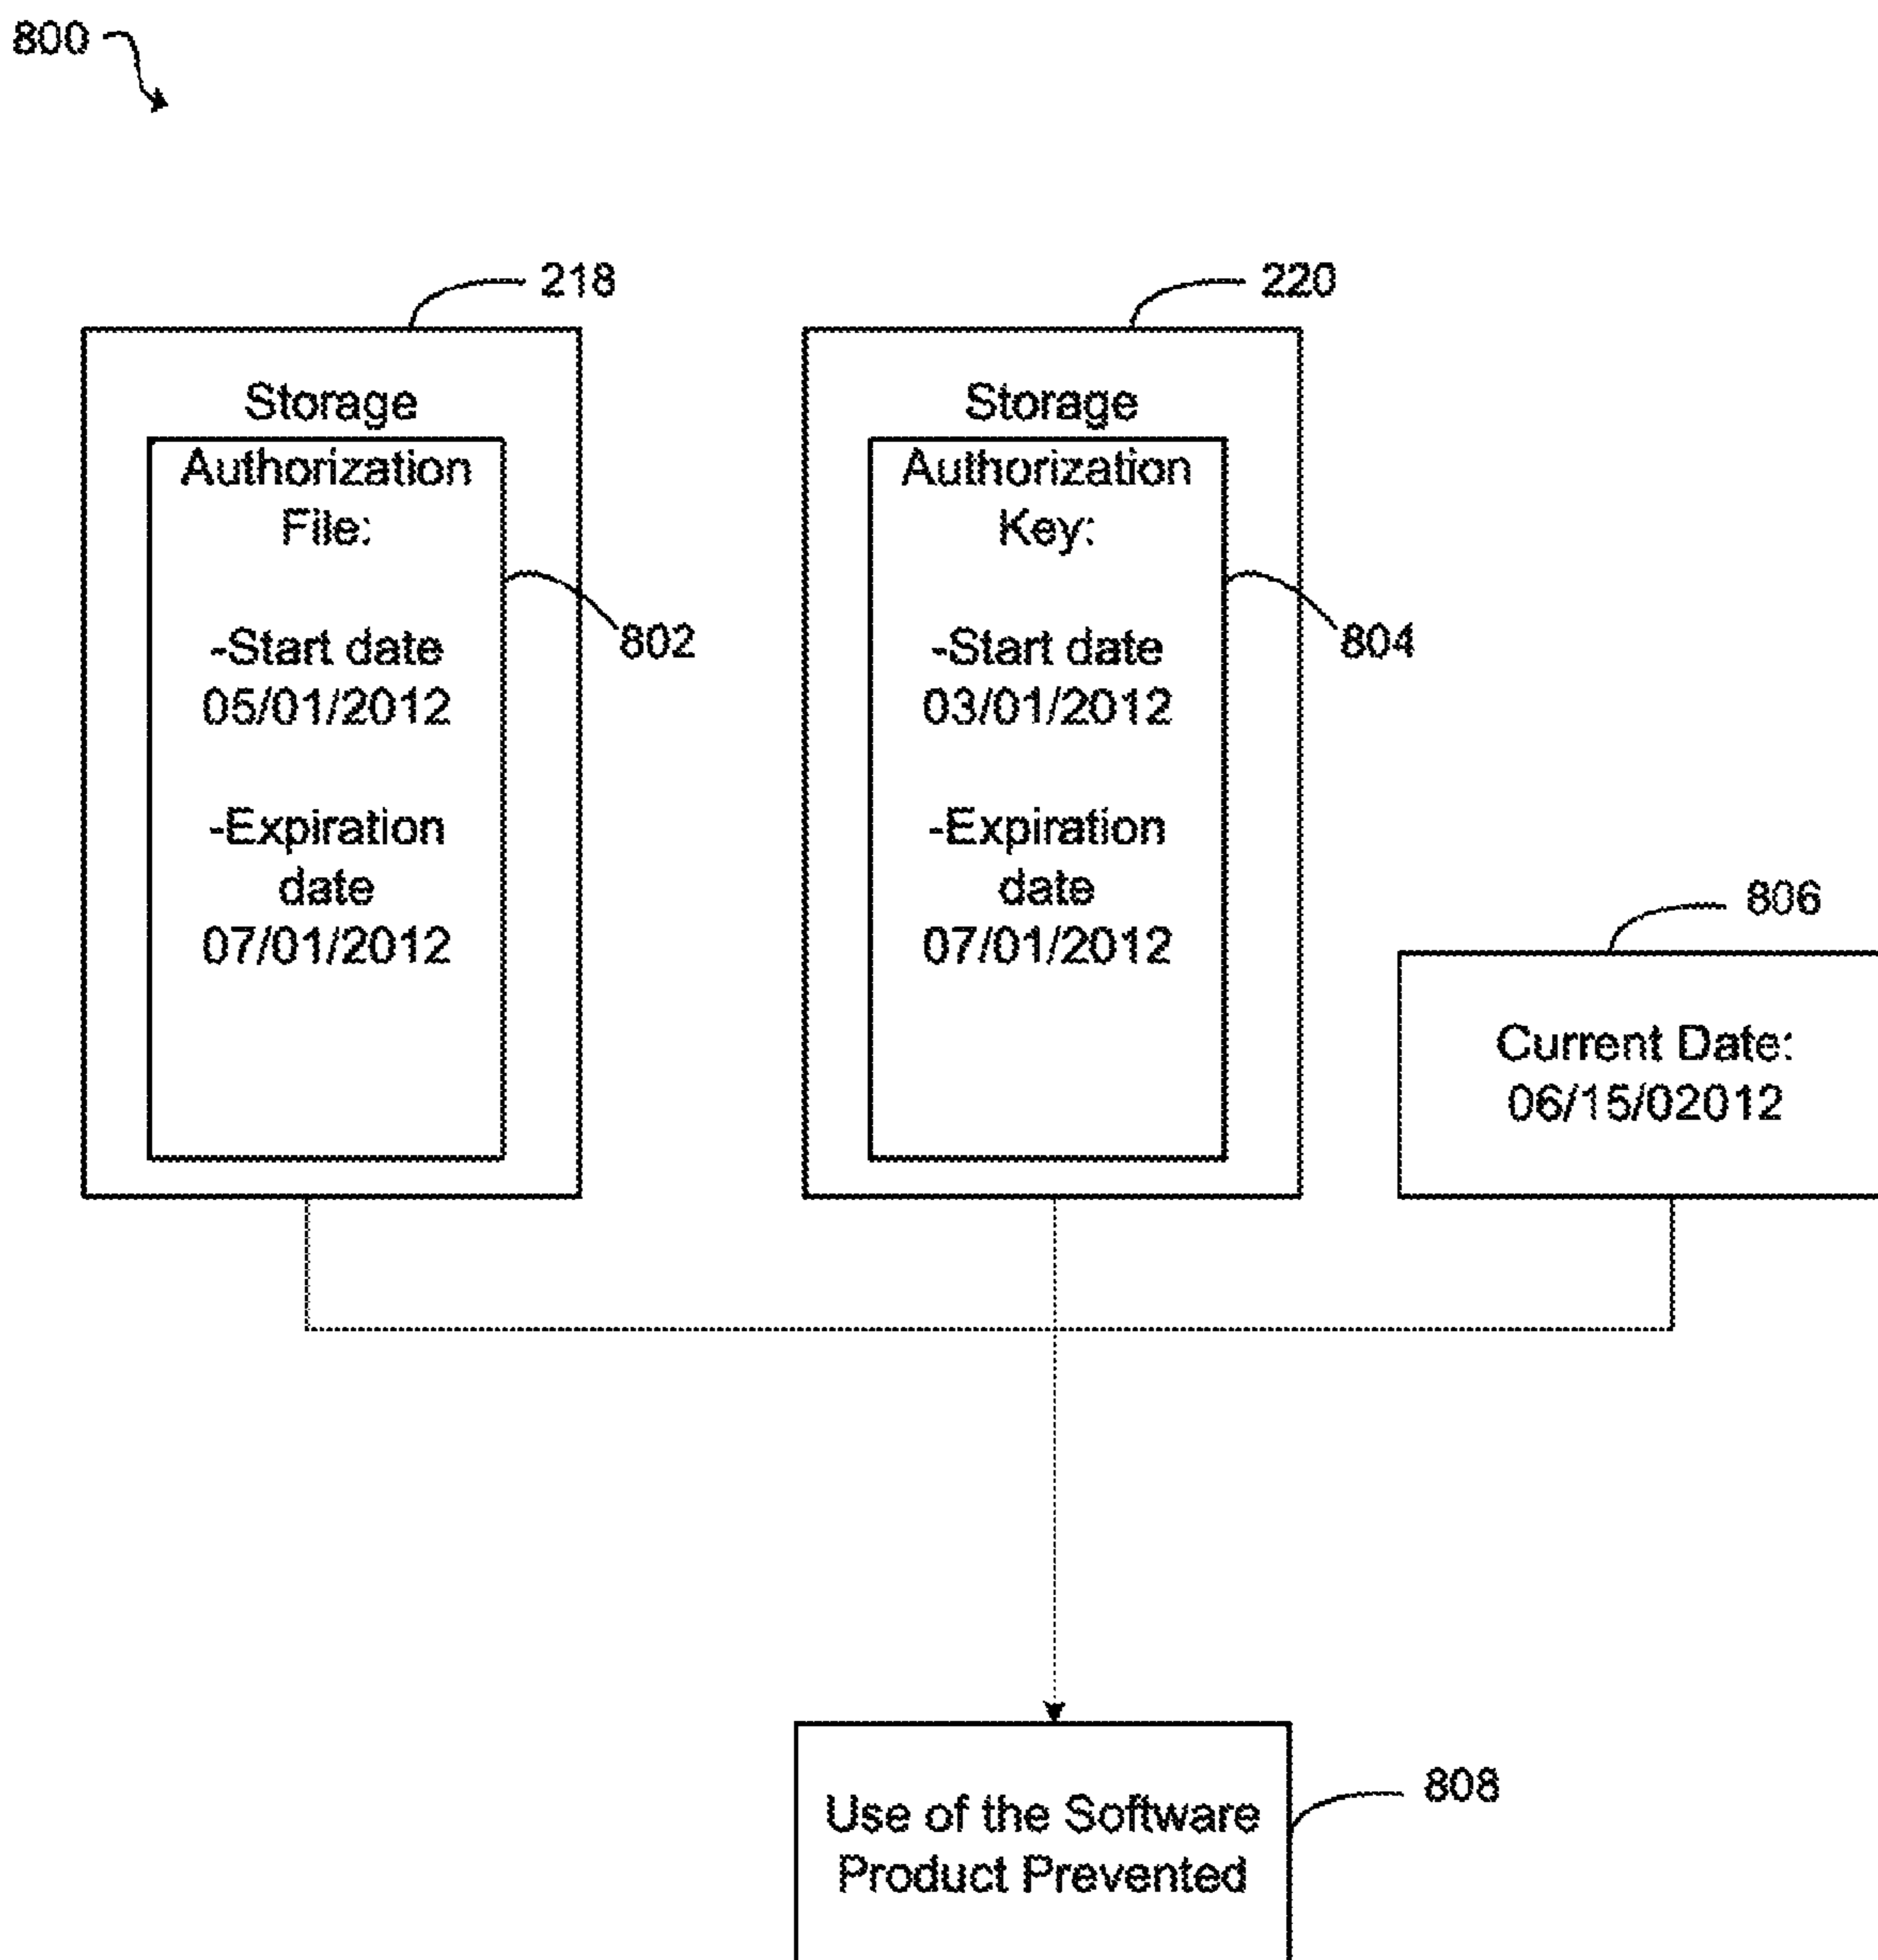 800
218
220
Storage
Authorization
File:
-Start date
05/01/2012
-Expiration
date
07/01/2012
802
Storage
Authorization
Key:
-Start date
03/01/2012
-Expiration
date
07/01/2012
804
806
Current Date:
06/15/02012
Use of the Software
Product Prevented
808